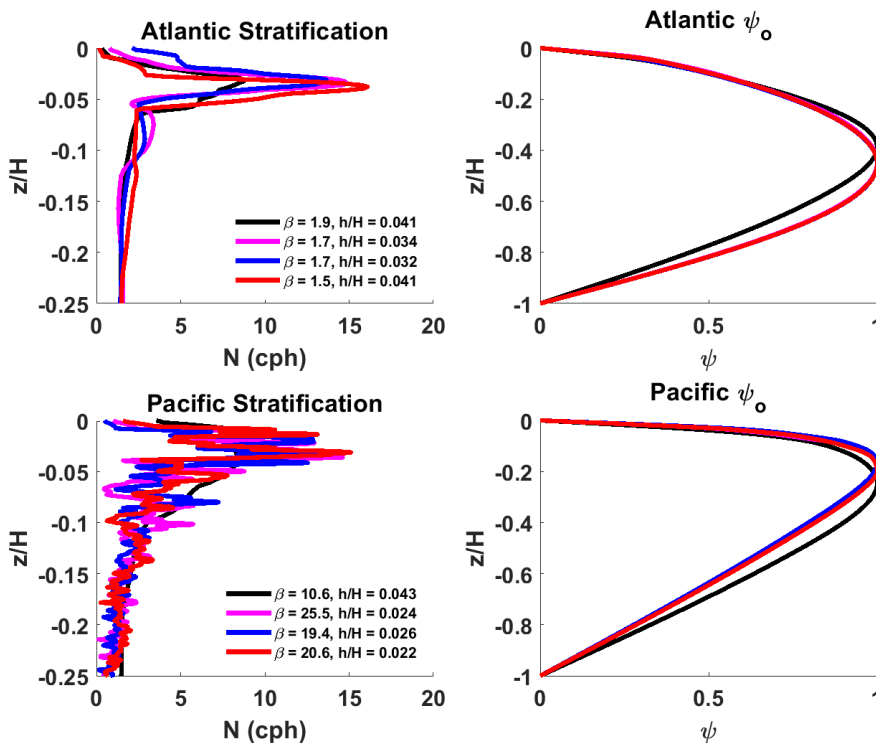 Atlantic Stratification
0
-0.05
-0.1
-0.15
-0.2
-0.25
z/H
β = 1.9, h/H = 0.041
β = 1.7, h/H = 0.034
β = 1.7, h/H = 0.032
β = 1.5, h/H = 0.041
0 5 10 15 20
N (cph)
Atlantic ψo
0
-0.2
-0.4
-0.6
-0.8
-1
z/H
0 0.5 1
ψ
Pacific Stratification
0
-0.05
-0.1
-0.15
-0.2
-0.25
z/H
β = 10.6, h/H = 0.043
β = 25.5, h/H = 0.024
β = 19.4, h/H = 0.026
β = 20.6, h/H = 0.022
0 5 10 15 20
N (cph)
Pacific ψo
0
-0.2
-0.4
-0.6
-0.8
-1
z/H
0 0.5 1
ψ